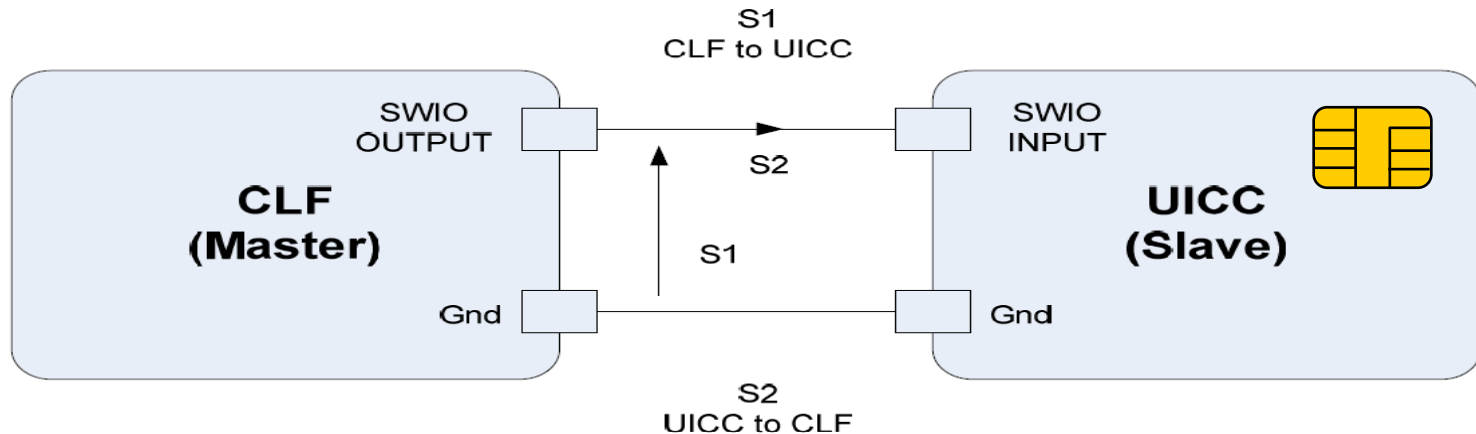 S1
CLF to UICC
SWIO
OUTPUT
SWIO
INPUT
S2
CLF
(Master)
UICC
(Slave)
S1
Gnd
Gnd
S2
UICC to CLF